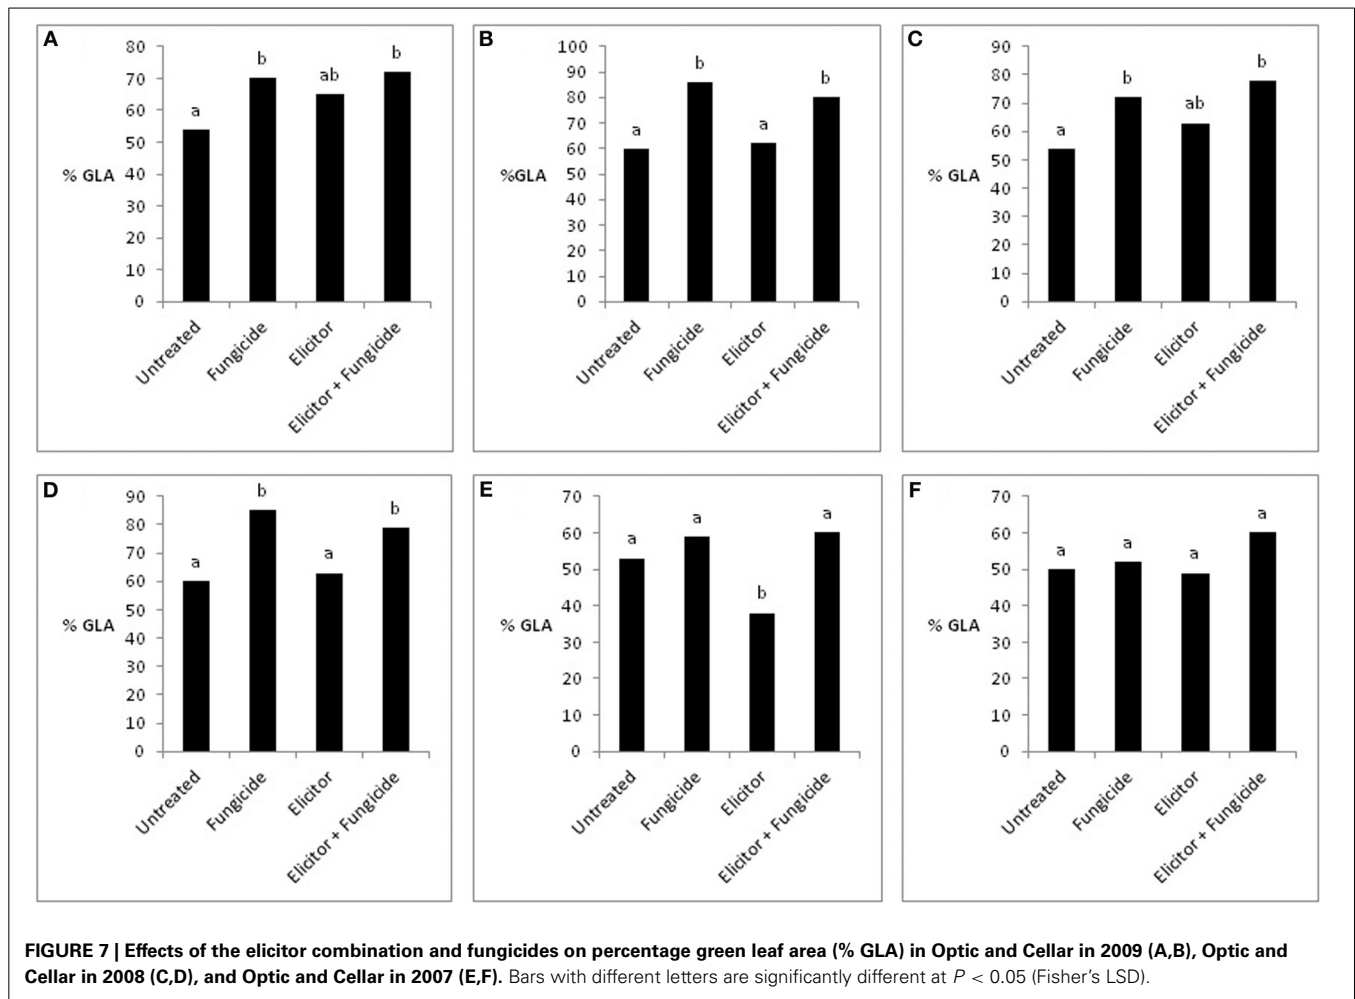 A
80
70
60
50
40
30
20
10
0
% GLA
a
b
ab
b
Untreated
Fungicide
Elicitor
Elicitor + Fungicide
B
100
90
80
70
60
50
40
30
20
10
0
%GLA
a
b
a
b
Untreated
Fungicide
Elicitor
Elicitor + Fungicide
C
90
80
70
60
50
40
30
20
10
0
% GLA
a
b
ab
b
Untreated
Fungicide
Elicitor
Elicitor + Fungicide
D
90
80
70
60
50
40
30
20
10
0
% GLA
a
b
a
b
Untreated
Fungicide
Elicitor
Elicitor + Fungicide
E
70
60
50
40
30
20
10
0
% GLA
a
a
b
a
Untreated
Fungicide
Elicitor
Elicitor + Fungicide
F
70
60
50
40
30
20
10
0
% GLA
a
a
a
a
Untreated
Fungicide
Elicitor
Elicitor + Fungicide
FIGURE 7 | Effects of the elicitor combination and fungicides on percentage green leaf area (% GLA) in Optic and Cellar in 2009 (A,B), Optic and
Cellar in 2008 (C,D), and Optic and Cellar in 2007 (E,F). Bars with different letters are significantly different at P < 0.05 (Fisher's LSD).